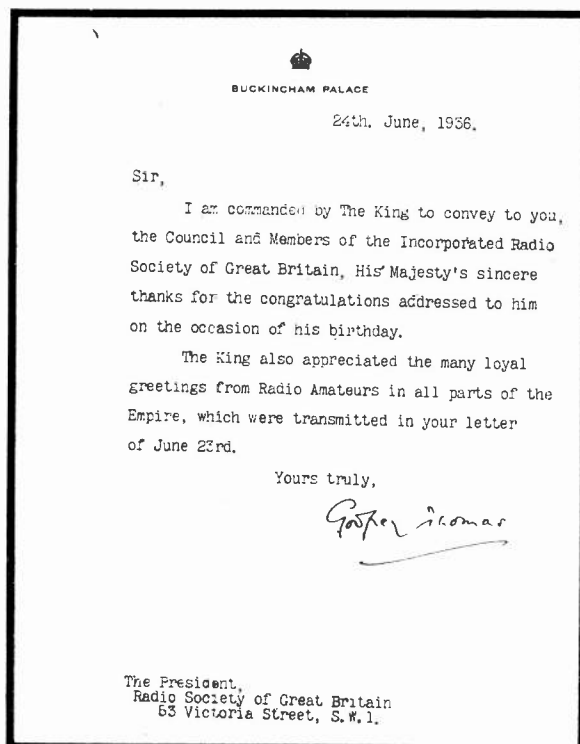 BUCKINGHAM PALACE
24th. June, 1936.
Sir,
I am commanded by The King to convey to you,
the Council and Members of the Incorporated Radio
Society of Great Britain, His Majesty's sincere
thanks for the congratulations addressed to him
on the occasion of his birthday.
The King also appreciated the many loyal
greetings from Radio Amateurs in all parts of the
Empire, which were transmitted in your letter
of June 23rd.
Yours truly,
Godfrey Thomas
The President,
Radio Society of Great Britain
53 Victoria Street, S.W.1.